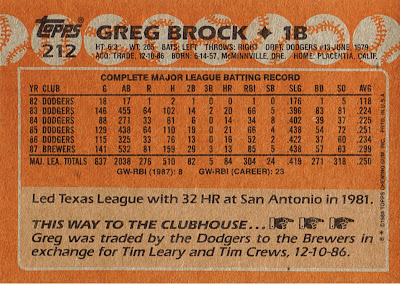 Topps
212
GREG BROCK ♦ 1B
HT: 6'3" WT: 205 BATS: LEFT THROWS: RIGHT DRFT: DODGERS #13-JUNE 1979
ACQ: TRADE, 12-10-86 BORN: 6-14-57, McMINNVILLE, ORE. HOME: PLACENTIA, CALIF.
COMPLETE MAJOR LEAGUE BATTING RECORD
YR CLUB G AB R H 2B 3B HR RBI SB SLG BB SO AVG
82 DODGERS 18 17 1 2 1 0 0 1 0 .176 1 5 .118
83 DODGERS 146 455 64 102 14 2 20 66 5 .396 83 81 .224
84 DODGERS 88 271 33 61 6 0 14 34 8 .402 39 37 .225
85 DODGERS 129 438 64 110 19 0 21 66 4 .438 54 72 .251
86 DODGERS 115 325 33 76 13 0 16 52 2 .422 37 60 .234
87 BREWERS 141 532 81 159 29 3 13 85 5 .438 57 63 .299
MAJ. LEA. TOTALS 637 2038 276 510 82 5 84 304 24 .419 271 318 .250
GW-RBI (1987): 8 GW-RBI (CAREER): 23
Led Texas League with 32 HR at San Antonio in 1981.
THIS WAY TO THE CLUBHOUSE...
Greg was traded by the Dodgers to the Brewers in
exchange for Tim Leary and Tim Crews, 12-10-86.